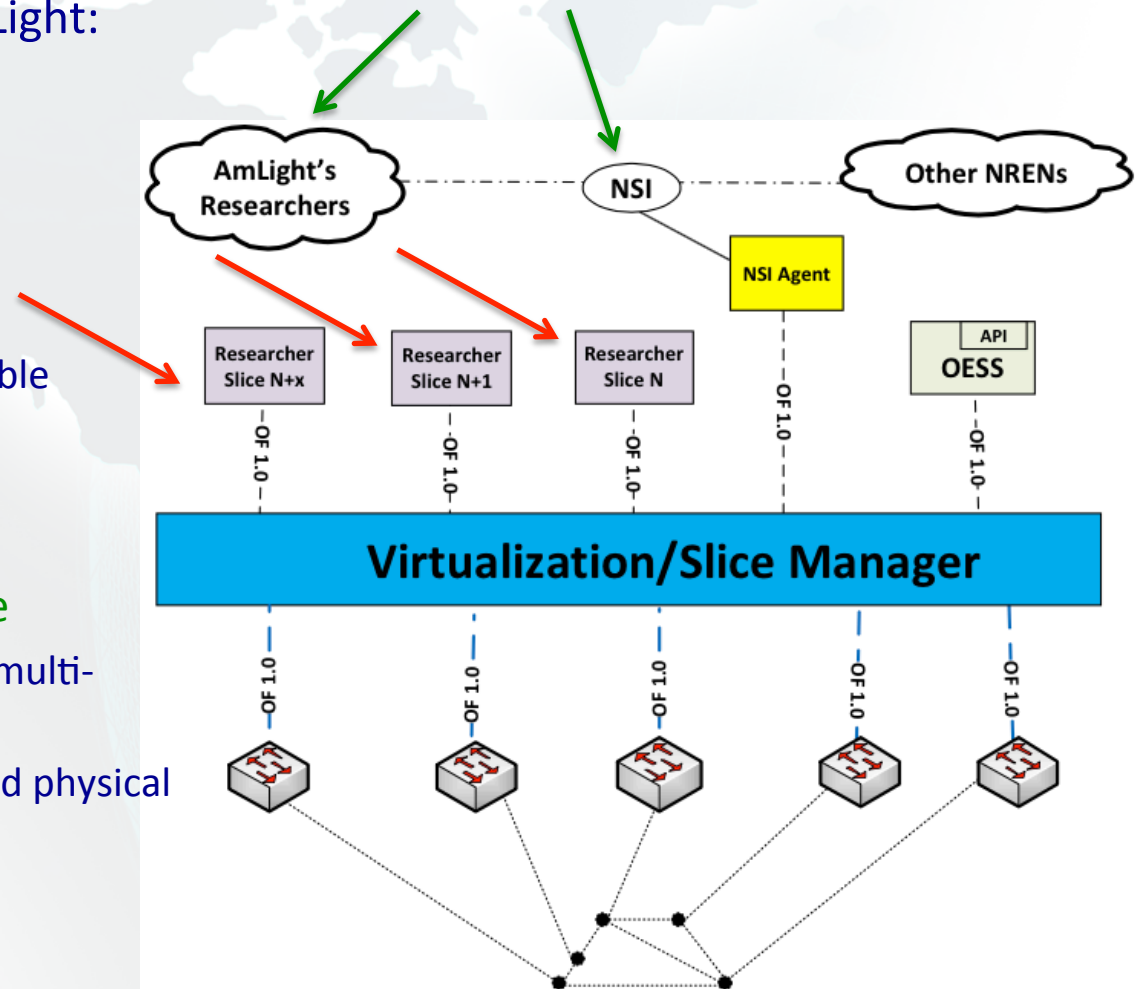 Light:
ble
e
multi-
d physical
AmLight's
Researchers
NSI
Other NRENs
NSI Agent
API
OESS
Researcher
Slice N+x
Researcher
Slice N+1
Researcher
Slice N
OF 1.0
OF 1.0
OF 1.0
OF 1.0
OF 1.0
Virtualization/Slice Manager
OF 1.0
OF 1.0
OF 1.0
OF 1.0
OF 1.0